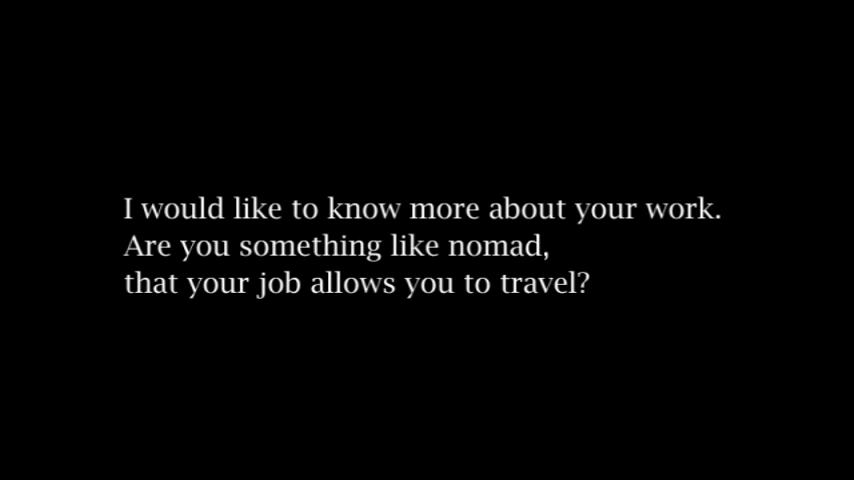 I would like to know more about your work.
Are you something like nomad,
that your job allows you to travel?